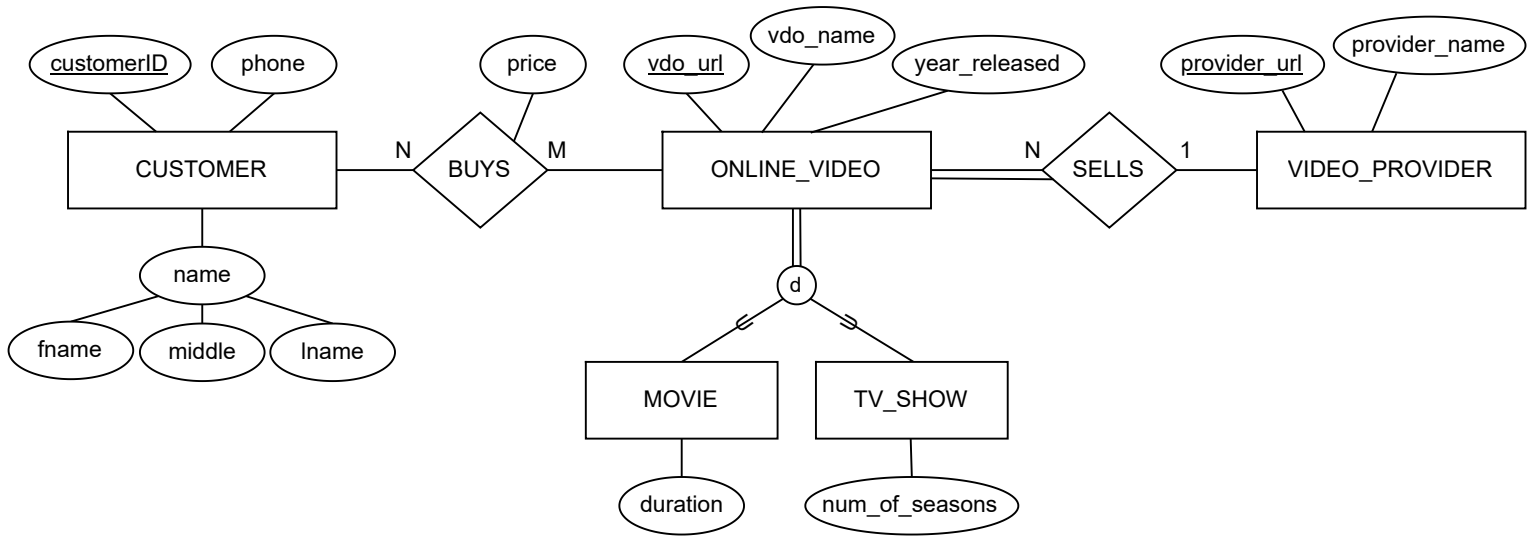 customerID
phone
price
vdo_url
vdo_name
year_released
provider_url
provider_name
CUSTOMER
N
BUYS
M
ONLINE_VIDEO
N
SELLS
1
VIDEO_PROVIDER
name
d
fname
middle
lname
MOVIE
TV_SHOW
duration
num_of_seasons